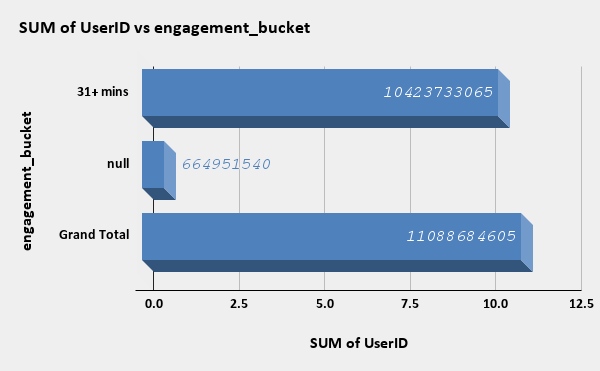 SUM of UserID vs engagement_bucket
engagement_bucket
31+ mins
10423733065
null
664951540
Grand Total
11088684605
0.0 2.5 5.0 7.5 10.0 12.5
SUM of UserID